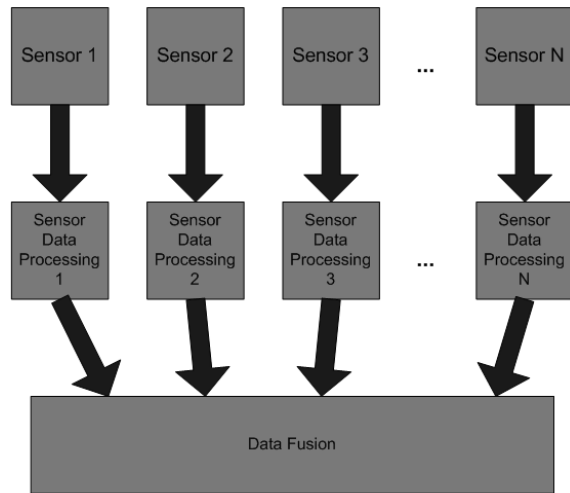 Sensor 1
Sensor 2
Sensor 3
...
Sensor N
Sensor
Data
Processing
1
Sensor
Data
Processing
2
Sensor
Data
Processing
3
...
Sensor
Data
Processing
N
Data Fusion